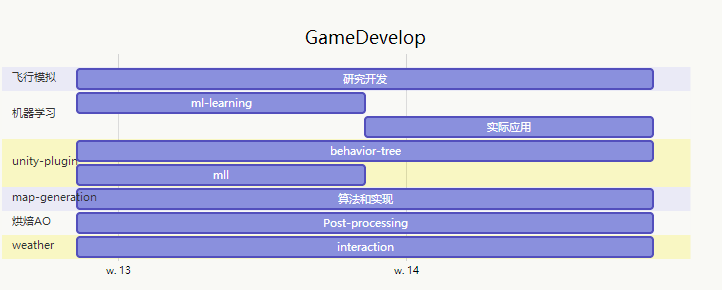 GameDevelop
飞行模拟
研究开发
机器学习
ml-learning
实际应用
unity-plugin
behavior-tree
mll
map-generation
算法和实现
烘焙AO
Post-processing
weather
interaction
w. 13
w. 14